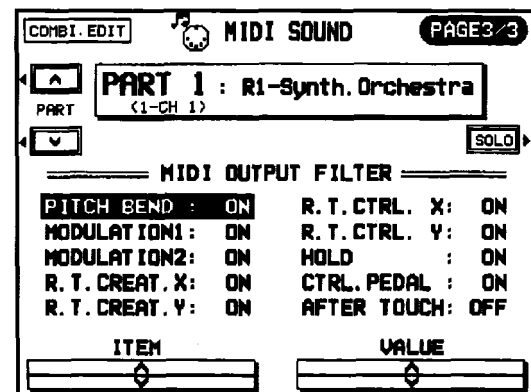 COMBI.EDIT MIDI SOUND PAGE3/3
PART 1 : R1-Synth.Orchestra
(1-CH 1)
PART
SOLO
MIDI OUTPUT FILTER
PITCH BEND : ON
MODULATION1: ON
MODULATION2: ON
R.T.CREAT.X: ON
R.T.CREAT.Y: ON
R.T.CTRL. X: ON
R.T.CTRL. Y: ON
HOLD : ON
CTRL.PEDAL : ON
AFTER TOUCH: OFF
ITEM VALUE